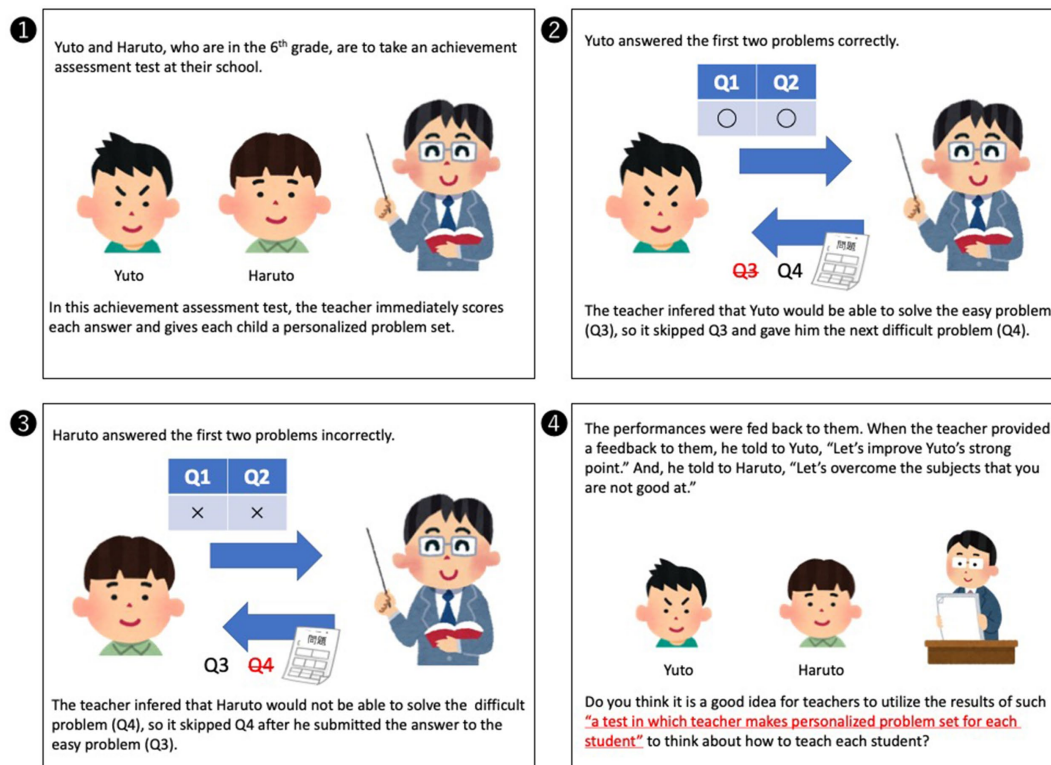 1
Yuto and Haruto, who are in the 6th grade, are to take an achievement
assessment test at their school.
Yuto
Haruto
In this achievement assessment test, the teacher immediately scores
each answer and gives each child a personalized problem set.
2
Yuto answered the first two problems correctly.
Q1 Q2
○ ○
問題
Q3 Q4
The teacher infered that Yuto would be able to solve the easy problem
(Q3), so it skipped Q3 and gave him the next difficult problem (Q4).
3
Haruto answered the first two problems incorrectly.
Q1 Q2
× ×
問題
Q3 Q4
The teacher infered that Haruto would not be able to solve the difficult
problem (Q4), so it skipped Q4 after he submitted the answer to the
easy problem (Q3).
4
The performances were fed back to them. When the teacher provided
a feedback to them, he told to Yuto, “Let’s improve Yuto’s strong
point.” And, he told to Haruto, “Let’s overcome the subjects that you
are not good at.”
Yuto
Haruto
Do you think it is a good idea for teachers to utilize the results of such
“a test in which teacher makes personalized problem set for each
student” to think about how to teach each student?